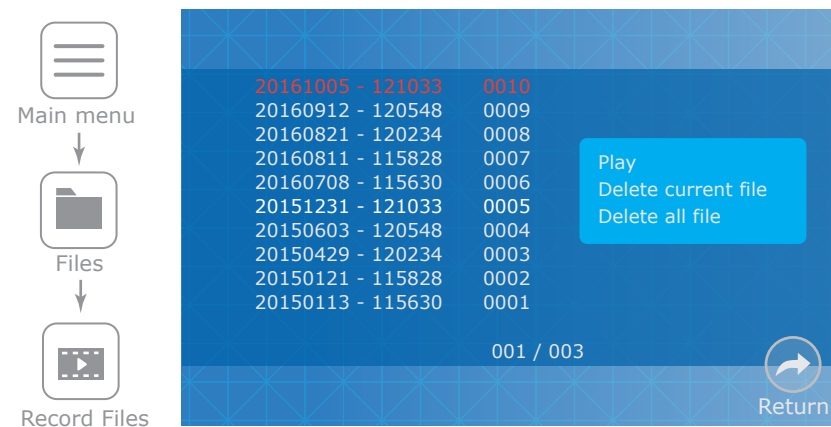 Main menu
Files
Record Files
20161005 - 121033 0010
20160912 - 120548 0009
20160821 - 120234 0008
20160811 - 115828 0007
20160708 - 115630 0006
20151231 - 121033 0005
20150603 - 120548 0004
20150429 - 120234 0003
20150121 - 115828 0002
20150113 - 115630 0001
Play
Delete current file
Delete all file
001 / 003
Return